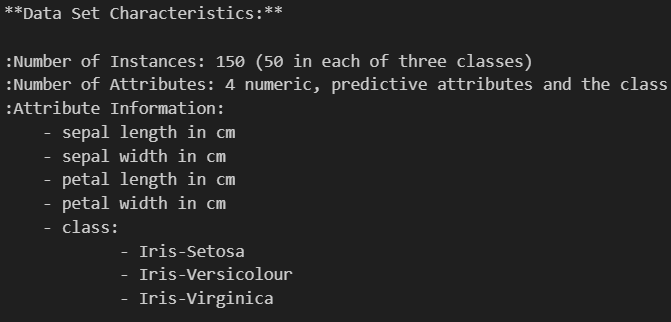 **Data Set Characteristics:**
:Number of Instances: 150 (50 in each of three classes)
:Number of Attributes: 4 numeric, predictive attributes and the class
:Attribute Information:
- sepal length in cm
- sepal width in cm
- petal length in cm
- petal width in cm
- class:
- Iris-Setosa
- Iris-Versicolour
- Iris-Virginica